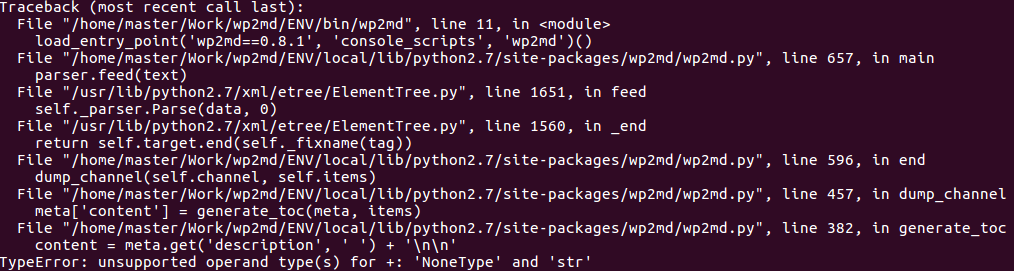 Traceback (most recent call last):
  File "/home/master/Work/wp2md/ENV/bin/wp2md", line 11, in <module>
    load_entry_point('wp2md==0.8.1', 'console_scripts', 'wp2md')()
  File "/home/master/Work/wp2md/ENV/local/lib/python2.7/site-packages/wp2md/wp2md.py", line 657, in main
    parser.feed(text)
  File "/usr/lib/python2.7/xml/etree/ElementTree.py", line 1651, in feed
    self._parser.Parse(data, 0)
  File "/usr/lib/python2.7/xml/etree/ElementTree.py", line 1560, in _end
    return self.target.end(self._fixname(tag))
  File "/home/master/Work/wp2md/ENV/local/lib/python2.7/site-packages/wp2md/wp2md.py", line 596, in end
    dump_channel(self.channel, self.items)
  File "/home/master/Work/wp2md/ENV/local/lib/python2.7/site-packages/wp2md/wp2md.py", line 457, in dump_channel
    meta['content'] = generate_toc(meta, items)
  File "/home/master/Work/wp2md/ENV/local/lib/python2.7/site-packages/wp2md/wp2md.py", line 382, in generate_toc
    content = meta.get('description', ' ') + '\n\n'
TypeError: unsupported operand type(s) for +: 'NoneType' and 'str'